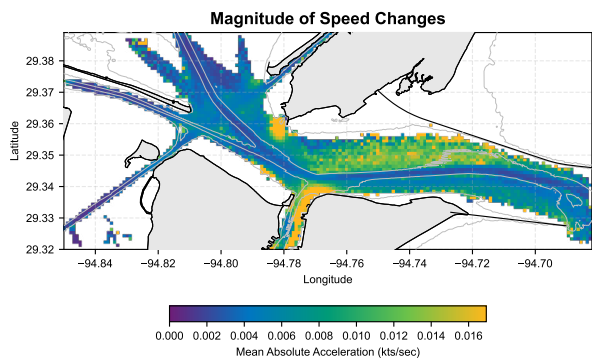 Magnitude of Speed Changes
29.38
29.37
29.36
29.35
29.34
29.33
29.32
Latitude
−94.84 −94.82 −94.80 −94.78 −94.76 −94.74 −94.72 −94.70
Longitude
0.000 0.002 0.004 0.006 0.008 0.010 0.012 0.014 0.016
Mean Absolute Acceleration (kts/sec)